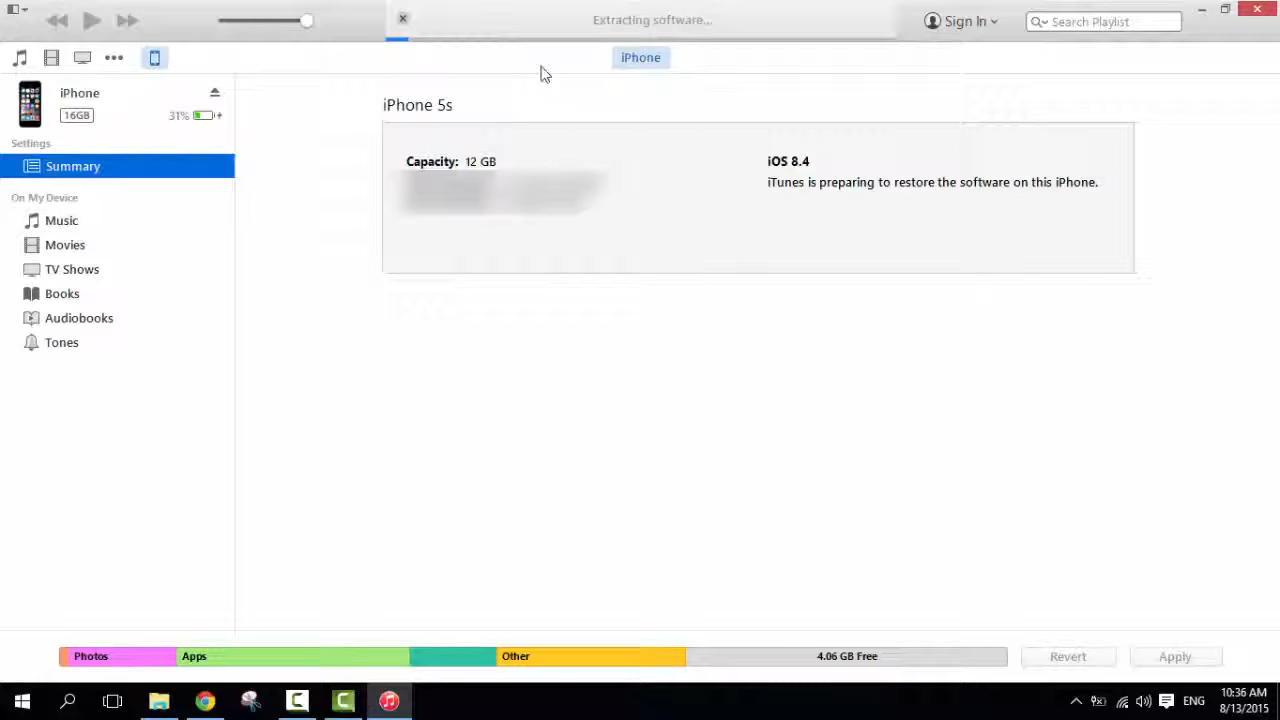 Extracting software...
Sign In
Search Playlist
iPhone
iPhone
16GB
31%
Settings
Summary
On My Device
Music
Movies
TV Shows
Books
Audiobooks
Tones
iPhone 5s
Capacity: 12 GB
iOS 8.4
iTunes is preparing to restore the software on this iPhone.
Photos
Apps
Other
4.06 GB Free
Revert
Apply
ENG
10:36 AM
8/13/2015